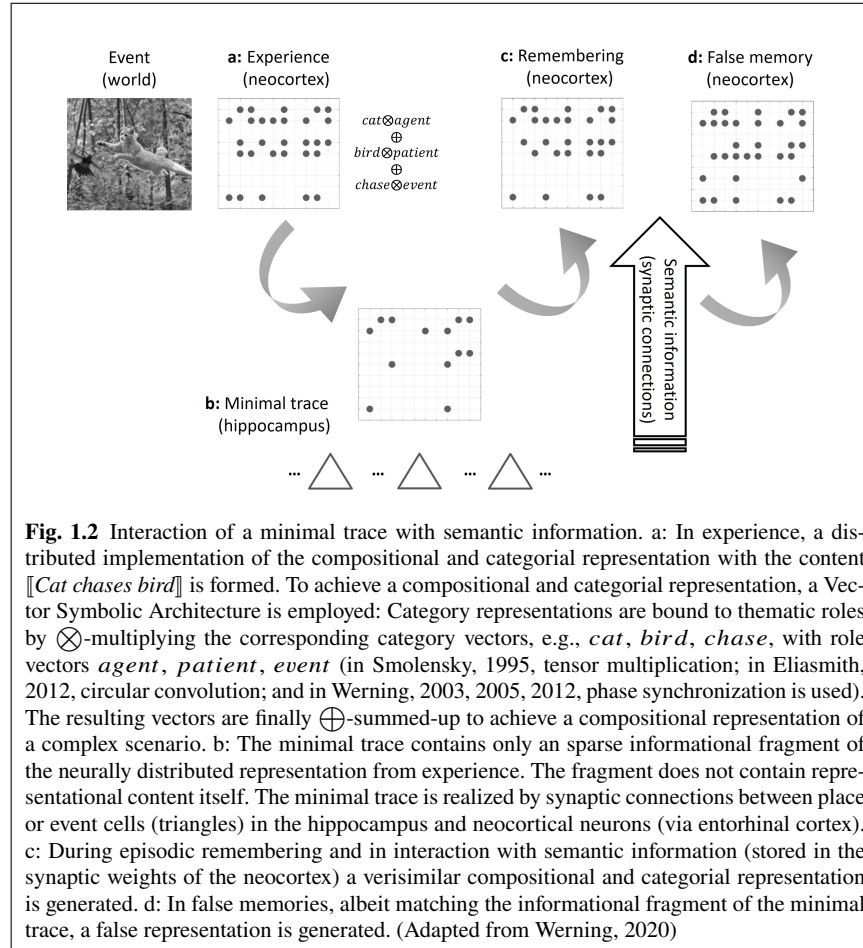 Event
(world)
a: Experience
(neocortex)
c: Remembering
(neocortex)
d: False memory
(neocortex)
cat⊗agent
⊕
bird⊗patient
⊕
chase⊗event
Semantic information
(synaptic connections)
b: Minimal trace
(hippocampus)
... ... ... ...
Fig. 1.2 Interaction of a minimal trace with semantic information. a: In experience, a dis-
tributed implementation of the compositional and categorial representation with the content
⟦Cat chases bird⟧ is formed. To achieve a compositional and categorial representation, a Vec-
tor Symbolic Architecture is employed: Category representations are bound to thematic roles
by ⊗-multiplying the corresponding category vectors, e.g., cat, bird, chase, with role
vectors agent, patient, event (in Smolensky, 1995, tensor multiplication; in Eliasmith,
2012, circular convolution; and in Werning, 2003, 2005, 2012, phase synchronization is used).
The resulting vectors are finally ⊕-summed-up to achieve a compositional representation of
a complex scenario. b: The minimal trace contains only an sparse informational fragment of
the neurally distributed representation from experience. The fragment does not contain repre-
sentational content itself. The minimal trace is realized by synaptic connections between place
or event cells (triangles) in the hippocampus and neocortical neurons (via entorhinal cortex).
c: During episodic remembering and in interaction with semantic information (stored in the
synaptic weights of the neocortex) a verisimilar compositional and categorial representation
is generated. d: In false memories, albeit matching the informational fragment of the minimal
trace, a false representation is generated. (Adapted from Werning, 2020)